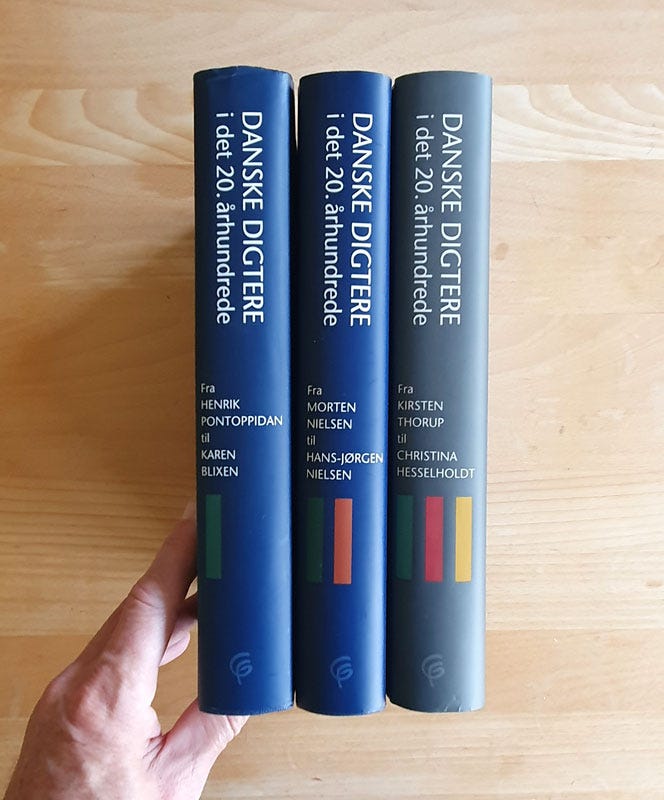 DANSKE DIGTERE
i det 20. århundrede
Fra
HENRIK
PONTOPPIDAN
til
KAREN
BLIXEN
DANSKE DIGTERE
i det 20. århundrede
Fra
MORTEN
NIELSEN
til
HANS-JØRGEN
NIELSEN
DANSKE DIGTERE
i det 20. århundrede
Fra
KIRSTEN
THORUP
til
CHRISTINA
HESSELHOLDT